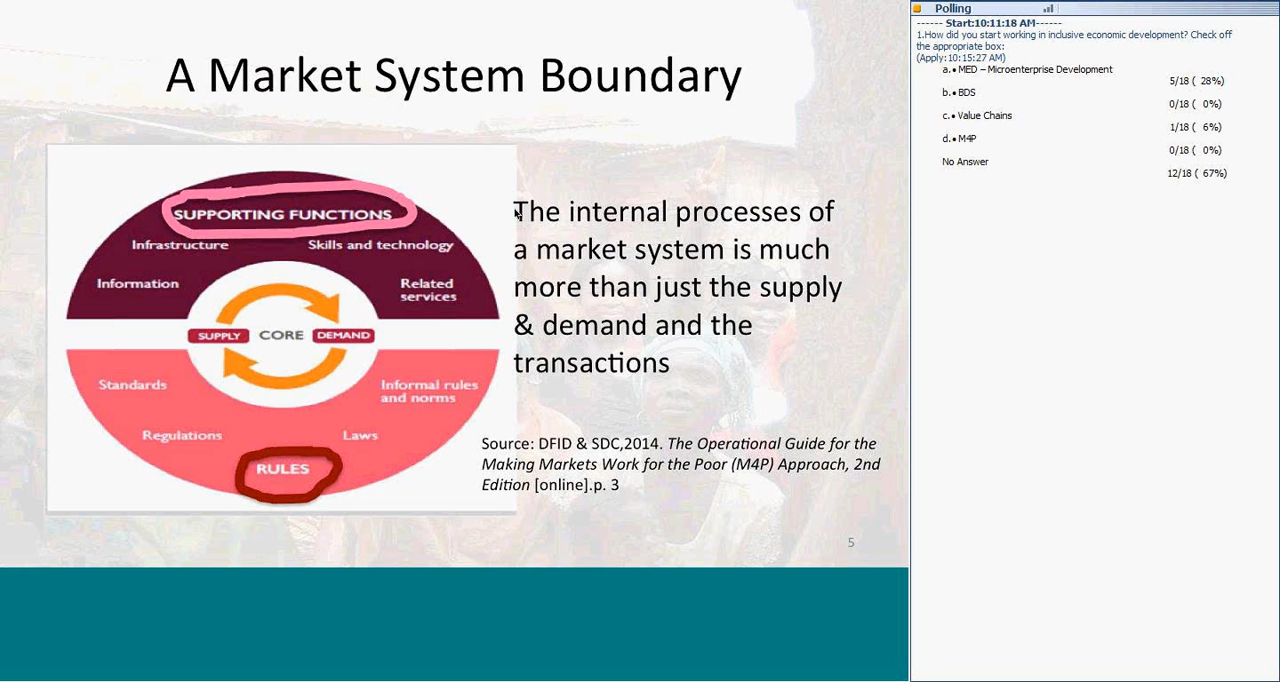 A Market System Boundary
SUPPORTING FUNCTIONS
Infrastructure
Skills and technology
Information
Related
services
SUPPLY
CORE
DEMAND
Standards
Informal rules
and norms
Regulations
Laws
RULES
The internal processes of
a market system is much
more than just the supply
& demand and the
transactions
Source: DFID & SDC,2014. The Operational Guide for the
Making Markets Work for the Poor (M4P) Approach, 2nd
Edition [online].p. 3
5
Polling
------ Start:10:11:18 AM------
1.How did you start working in inclusive economic development? Check off
the appropriate box:
(Apply:10:15:27 AM)
a.• MED – Microenterprise Development
5/18 ( 28%)
b.• BDS
0/18 ( 0%)
c.• Value Chains
1/18 ( 6%)
d.• M4P
0/18 ( 0%)
No Answer
12/18 ( 67%)